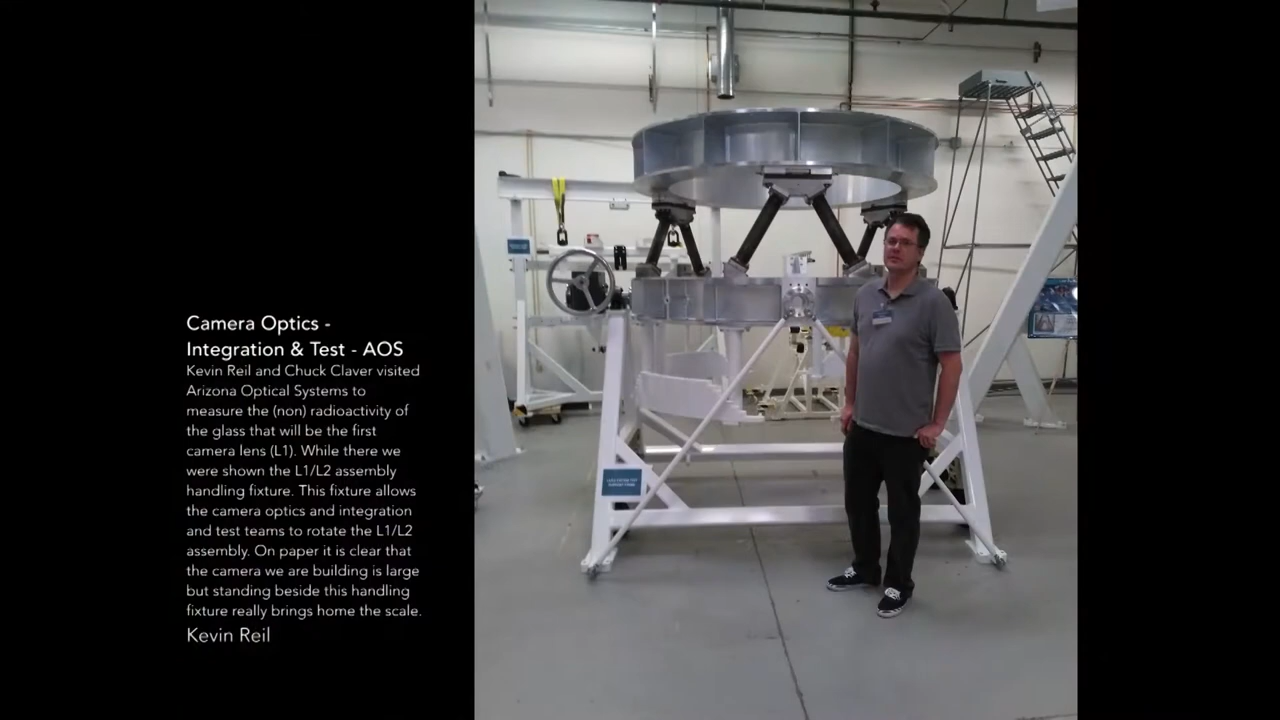 Camera Optics -
Integration & Test - AOS
Kevin Reil and Chuck Claver visited
Arizona Optical Systems to
measure the (non) radioactivity of
the glass that will be the first
camera lens (L1). While there we
were shown the L1/L2 assembly
handling fixture. This fixture allows
the camera optics and integration
and test teams to rotate the L1/L2
assembly. On paper it is clear that
the camera we are building is large
but standing beside this handling
fixture really brings home the scale.
Kevin Reil